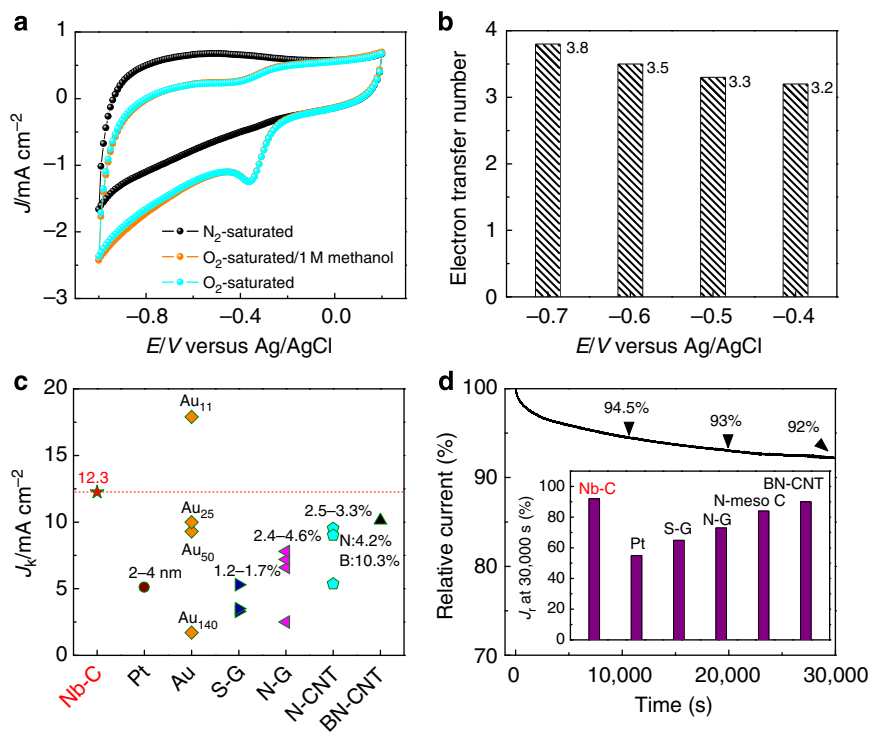 a
1
0
−1
−2
−3
J/mA cm−2
N2-saturated
O2-saturated/1 M methanol
O2-saturated
−0.8
−0.4
0.0
E/V versus Ag/AgCl
b
4
3
2
1
0
Electron transfer number
3.8
3.5
3.3
3.2
−0.7
−0.6
−0.5
−0.4
E/V versus Ag/AgCl
c
20
15
10
5
0
Jk/mA cm−2
12.3
2–4 nm
Au11
Au25
Au50
Au140
1.2–1.7%
2.4–4.6%
2.5–3.3%
N:4.2%
B:10.3%
Nb-C
Pt
Au
S-G
N-G
N-CNT
BN-CNT
d
100
90
80
70
Relative current (%)
94.5%
93%
92%
100
80
60
40
20
0
Jr at 30,000 s (%)
Nb-C
Pt
S-G
N-G
N-meso C
BN-CNT
0
10,000
20,000
30,000
Time (s)